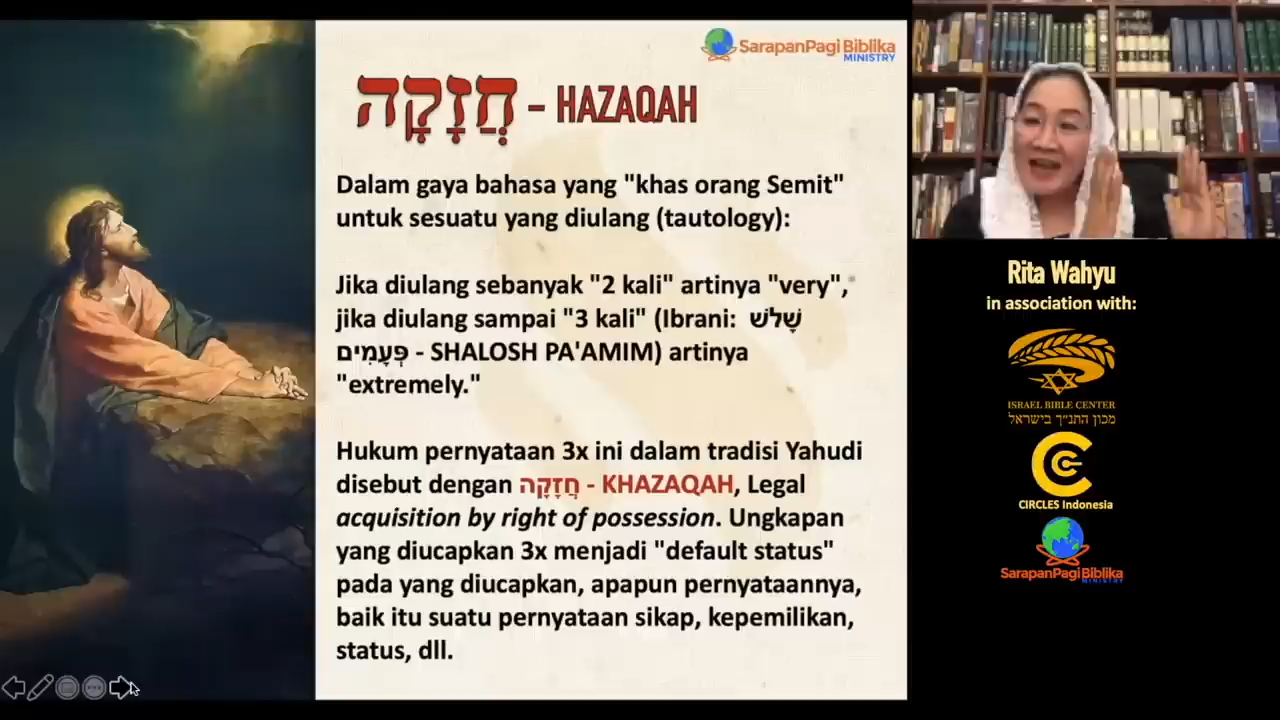 SarapanPagi Biblika
MINISTRY
חֲזָקָה – HAZAQAH
Dalam gaya bahasa yang "khas orang Semit"
untuk sesuatu yang diulang (tautology):
Jika diulang sebanyak "2 kali" artinya "very",
jika diulang sampai "3 kali" (Ibrani: שָׁלֹשׁ
פְּעָמִים - SHALOSH PA'AMIM) artinya
"extremely."
Hukum pernyataan 3x ini dalam tradisi Yahudi
disebut dengan חֲזָקָה - KHAZAQAH, Legal
acquisition by right of possession. Ungkapan
yang diucapkan 3x menjadi "default status"
pada yang diucapkan, apapun pernyataannya,
baik itu suatu pernyataan sikap, kepemilikan,
status, dll.
Rita Wahyu
in association with:
ISRAEL BIBLE CENTER
מכון התנ״ך בישראל
CIRCLES Indonesia
SarapanPagi Biblika
MINISTRY